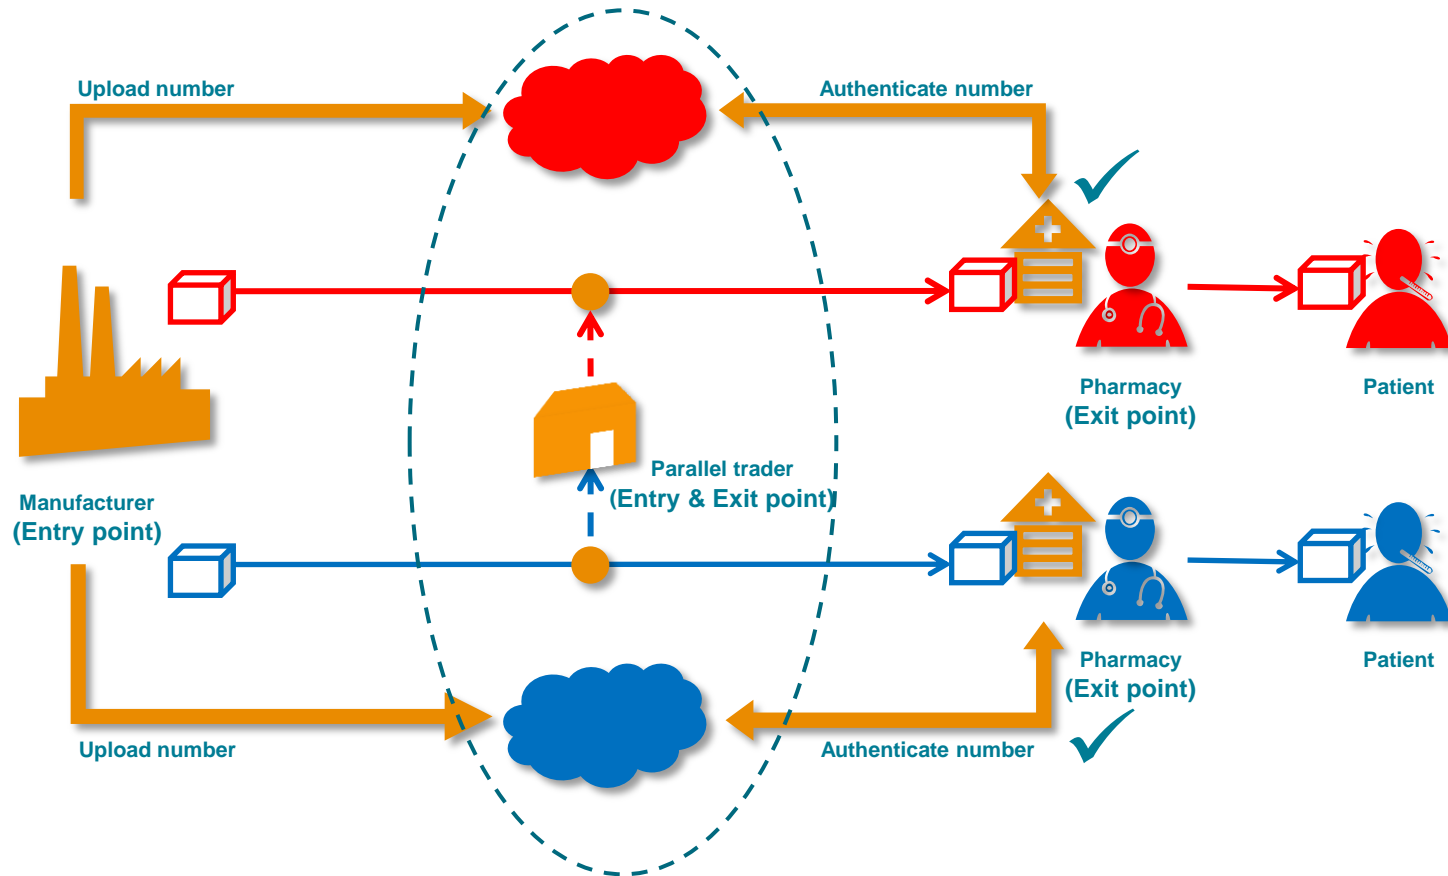 Upload number
Authenticate number
Pharmacy
(Exit point)
Patient
Parallel trader
(Entry & Exit point)
Manufacturer
(Entry point)
Pharmacy
(Exit point)
Patient
Upload number
Authenticate number